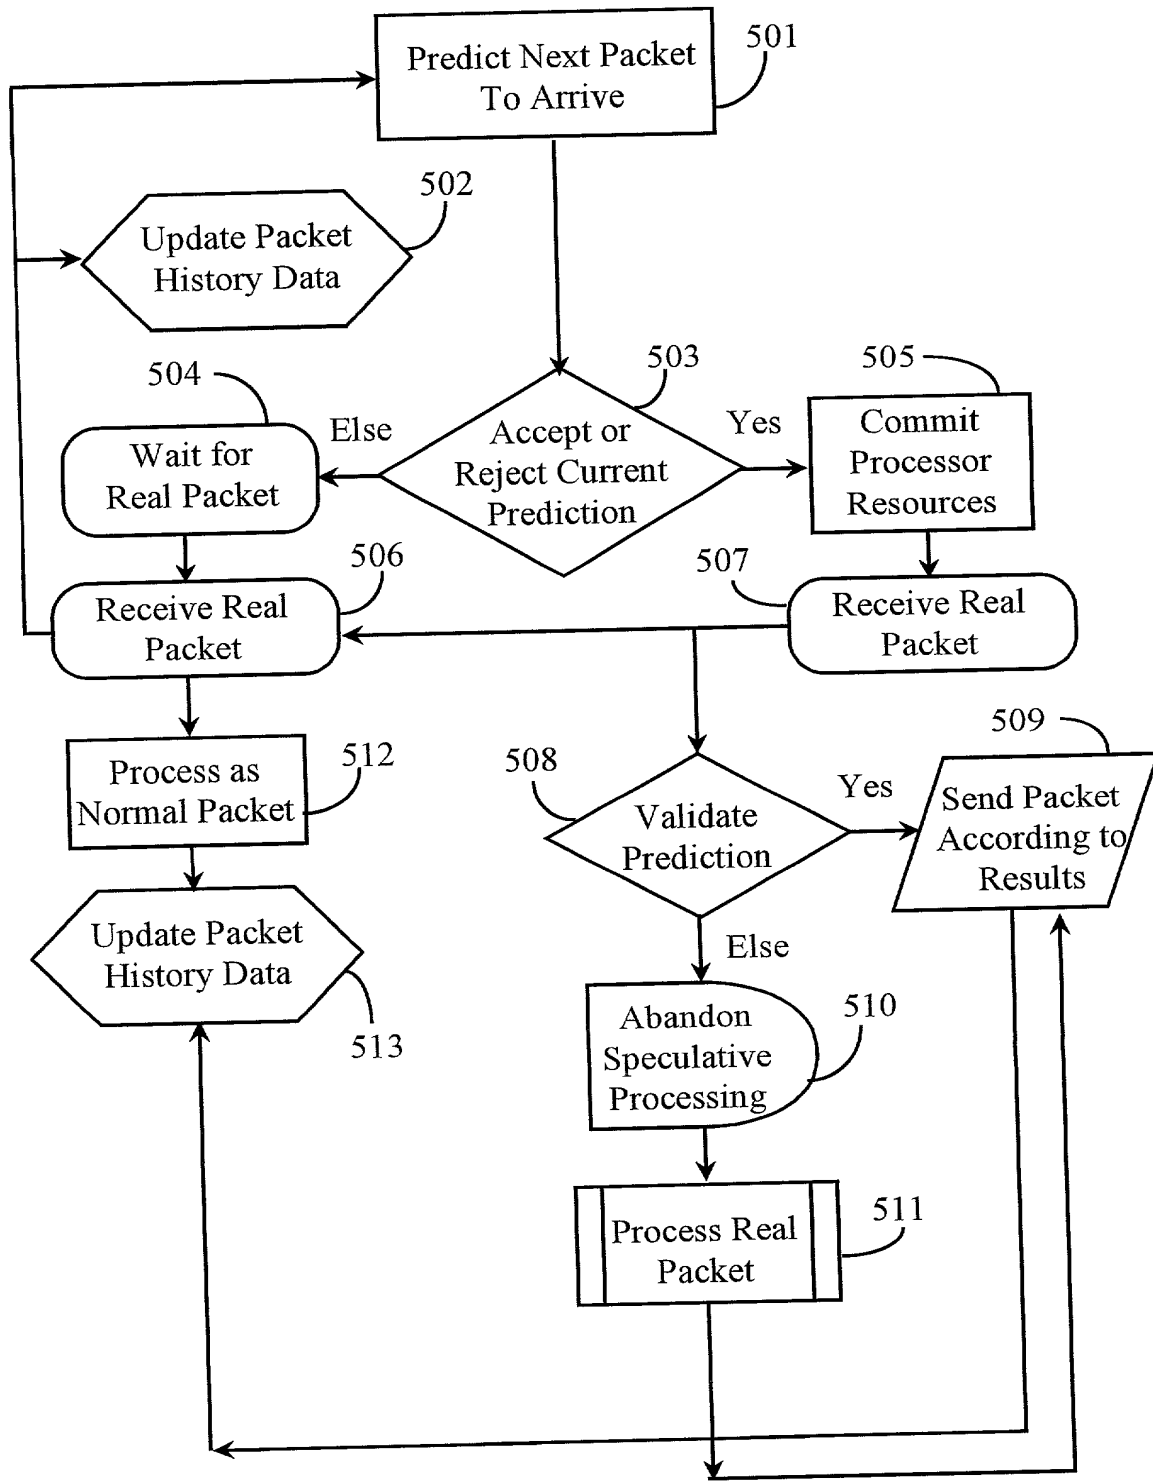 Predict Next Packet
To Arrive
501
502
Update Packet
History Data
503
504
505
Else
Yes
Accept or
Reject Current
Prediction
Wait for
Real Packet
Commit
Processor
Resources
506
507
Receive Real
Packet
Receive Real
Packet
508
509
Process as
Normal Packet
512
Validate
Prediction
Yes
Send Packet
According to
Results
Update Packet
History Data
513
Else
Abandon
Speculative
Processing
510
Process Real
Packet
511